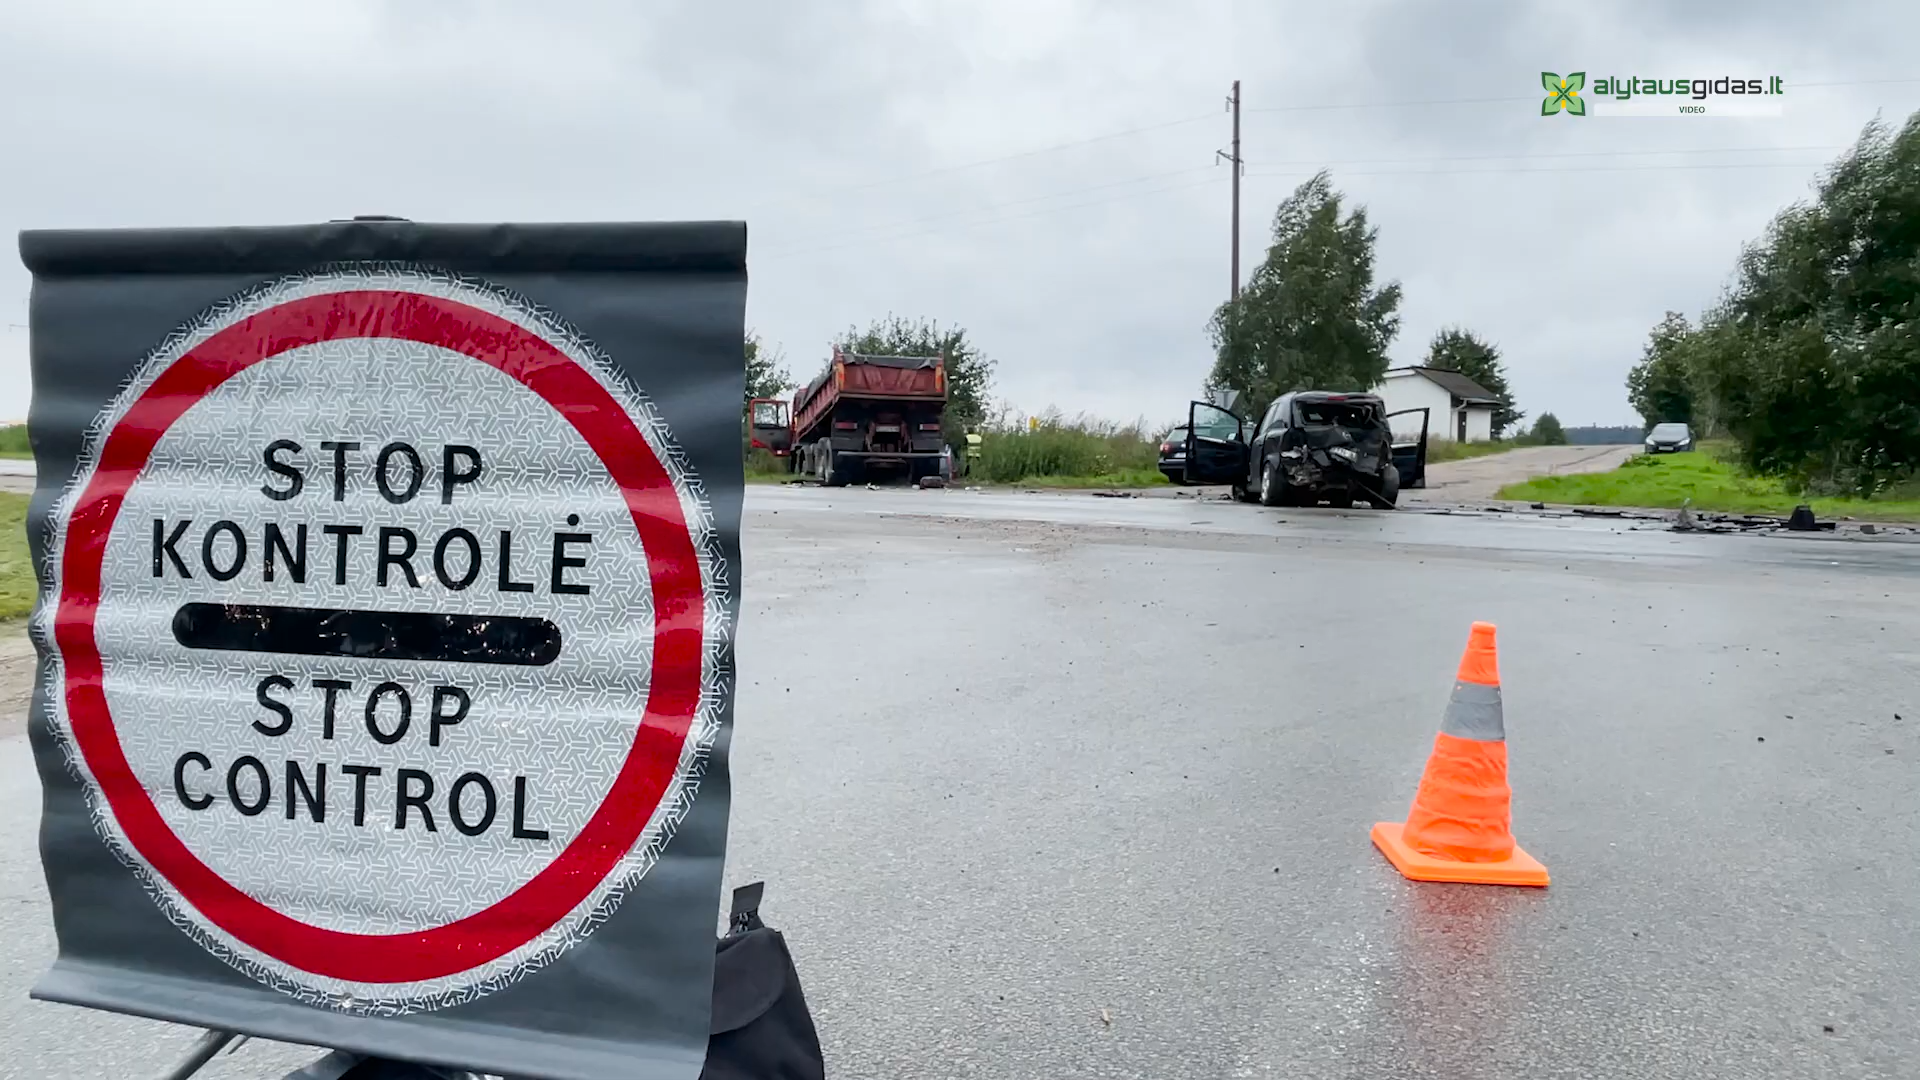 alytausgidas.lt
VIDEO
STOP
KONTROLĖ
STOP
CONTROL